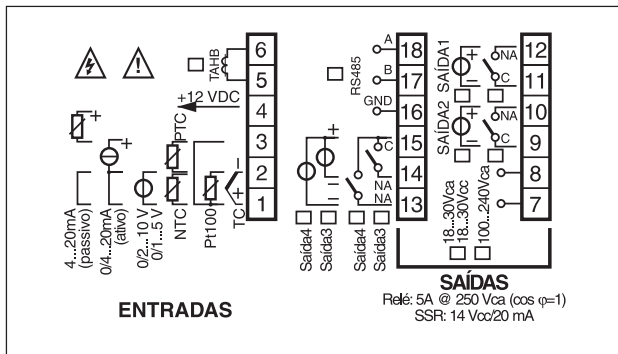 6
5
4
3
2
1
TAHB
+12 VDC
PTC
NTC
Pt100
TC
4...20mA
(passivo)
0/4...20mA
(ativo)
0/2...10 V
0/1...5 V
ENTRADAS
18
17
16
15
14
13
A
B
GND
RS485
C
NA
NA
Saída4
Saída3
Saída4
Saída3
12
11
10
9
8
7
SAÍDA1
NA
C
SAÍDA2
NA
C
18...30Vca
18...30Vcc
100...240Vca
SAÍDAS
Relé: 5A @ 250 Vca (cos φ=1)
SSR: 14 Vcc/20 mA